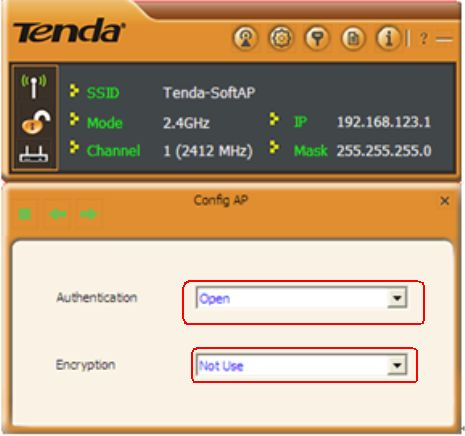 Tenda
? —
SSID Tenda-SoftAP
Mode 2.4GHz IP 192.168.123.1
Channel 1 (2412 MHz) Mask 255.255.255.0
Config AP ×
Authentication Open
Encryption Not Use